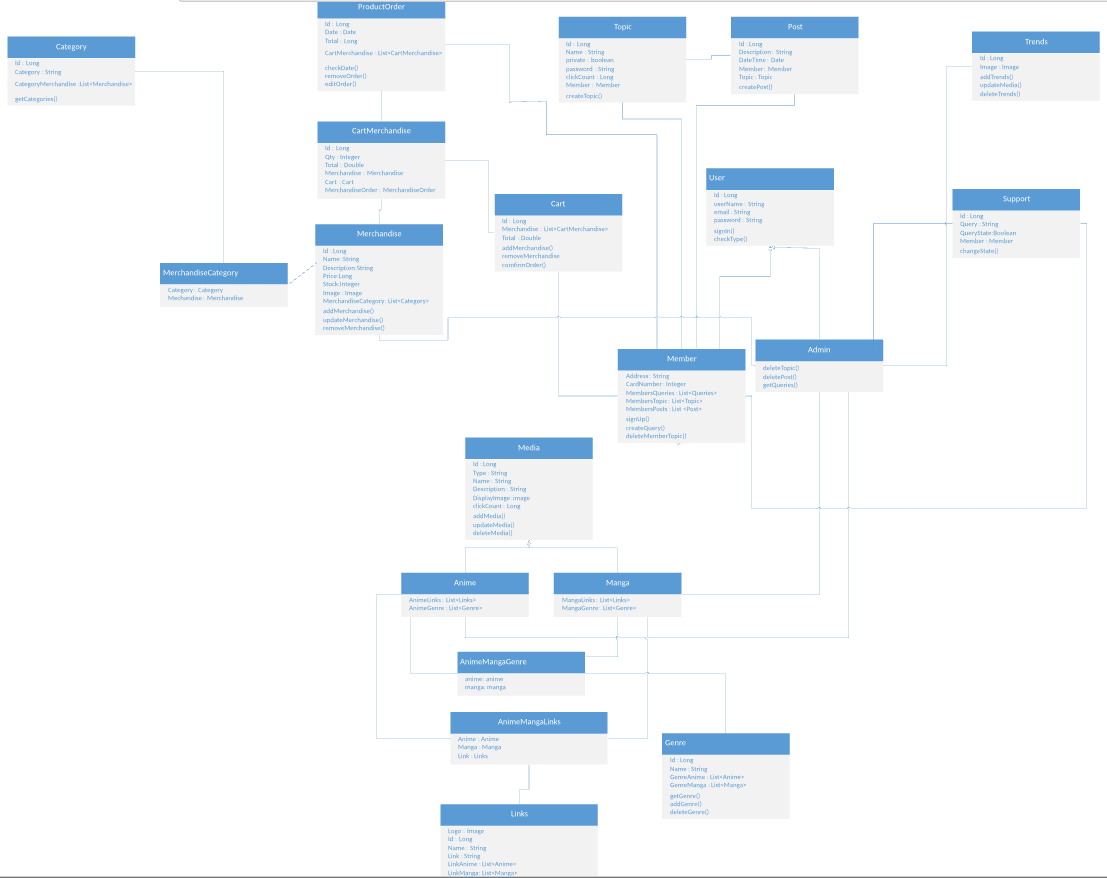 ProductOrder
Id : Long
Date : Date
Total : Long
CartMerchandise : List<CartMerchandise>
checkDate()
removeOrder()
editOrder()
Category
Id : Long
Category : String
CategoryMerchandise :List<Merchandise>
getCategories()
Topic
Id : Long
Name : String
private : boolean
password : String
clickCount : Long
Member : Member
createTopic()
Post
Id : Long
Description: String
DateTime: Date
Member: Member
Topic : Topic
createPost()
Trends
Id : Long
Image : Image
addTrends()
updateMedia()
deleteTrends()
CartMerchandise
Id : Long
Qty : Integer
Total : Double
Merchandise : Merchandise
Cart : Cart
MerchandiseOrder : MerchandiseOrder
User
Id : Long
userName : String
email : String
password : String
signIn()
checkType()
Support
Id : Long
Query : String
QueryState:Boolean
Member : Member
changeState()
Cart
Id : Long
Merchandise : List<CartMerchandise>
Total : Double
addMerchandise()
removeMerchandise
comfirmOrder()
Merchandise
Id : Long
Name :String
Description:String
Price:Long
Stock:Integer
Image : Image
MerchandiseCategory: List<Category>
addMerchandise()
updateMerchandise()
removeMerchandise()
MerchandiseCategory
Category : Category
Mechandise : Merchandise
Member
Address : String
CardNumber : Integer
MembersQueries : List<Queries>
MembersTopic : List<Topic>
MembersPosts : List <Post>
signUp()
createQuery()
deleteMemberTopic()
Admin
deleteTopic()
deletePost()
getQueries()
Media
Id : Long
Type : String
Name : String
Description : String
DisplayImage :image
clickCount : Long
addMedia()
updateMedia()
deleteMedia()
Anime
AnimeLinks : List<Links>
AnimeGenre : List<Genre>
Manga
MangaLinks : List<Links>
MangaGenre: List<Genre>
AnimeMangaGenre
anime: anime
manga: manga
AnimeMangaLinks
Anime : Anime
Manga : Manga
Link : Links
Genre
Id : Long
Name : String
GenreAnime : List<Anime>
GenreManga : List<Manga>
getGenre()
addGenre()
deleteGenre()
Links
Logo : Image
Id : Long
Name : String
Link : String
LinkAnime : List<Anime>
LinkManga: List<Manga>